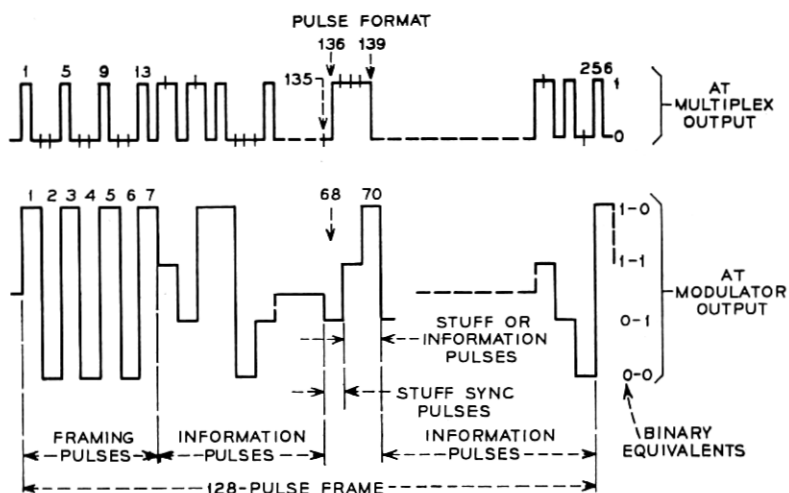 PULSE FORMAT
136 139
1 5 9 13 135 256
1
0
AT
MULTIPLEX
OUTPUT
1 2 3 4 5 6 7 68 70
1-0
1-1
0-1
0-0
AT
MODULATOR
OUTPUT
STUFF OR
INFORMATION
PULSES
STUFF SYNC
PULSES
FRAMING
PULSES
INFORMATION
PULSES
INFORMATION
PULSES
BINARY
EQUIVALENTS
128-PULSE FRAME